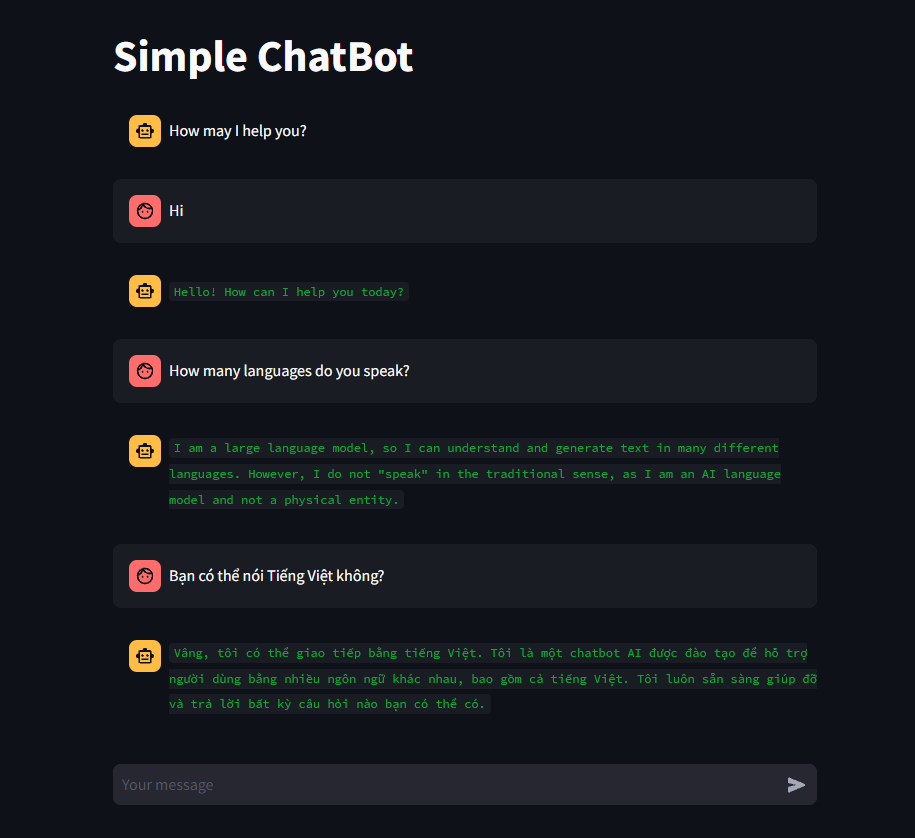 Simple ChatBot
How may I help you?
Hi
Hello! How can I help you today?
How many languages do you speak?
I am a large language model, so I can understand and generate text in many different
languages. However, I do not "speak" in the traditional sense, as I am an AI language
model and not a physical entity.
Bạn có thể nói Tiếng Việt không?
Vâng, tôi có thể giao tiếp bằng tiếng Việt. Tôi là một chatbot AI được đào tạo để hỗ trợ
người dùng bằng nhiều ngôn ngữ khác nhau, bao gồm cả tiếng Việt. Tôi luôn sẵn sàng giúp đỡ
và trả lời bất kỳ câu hỏi nào bạn có thể có.
Your message